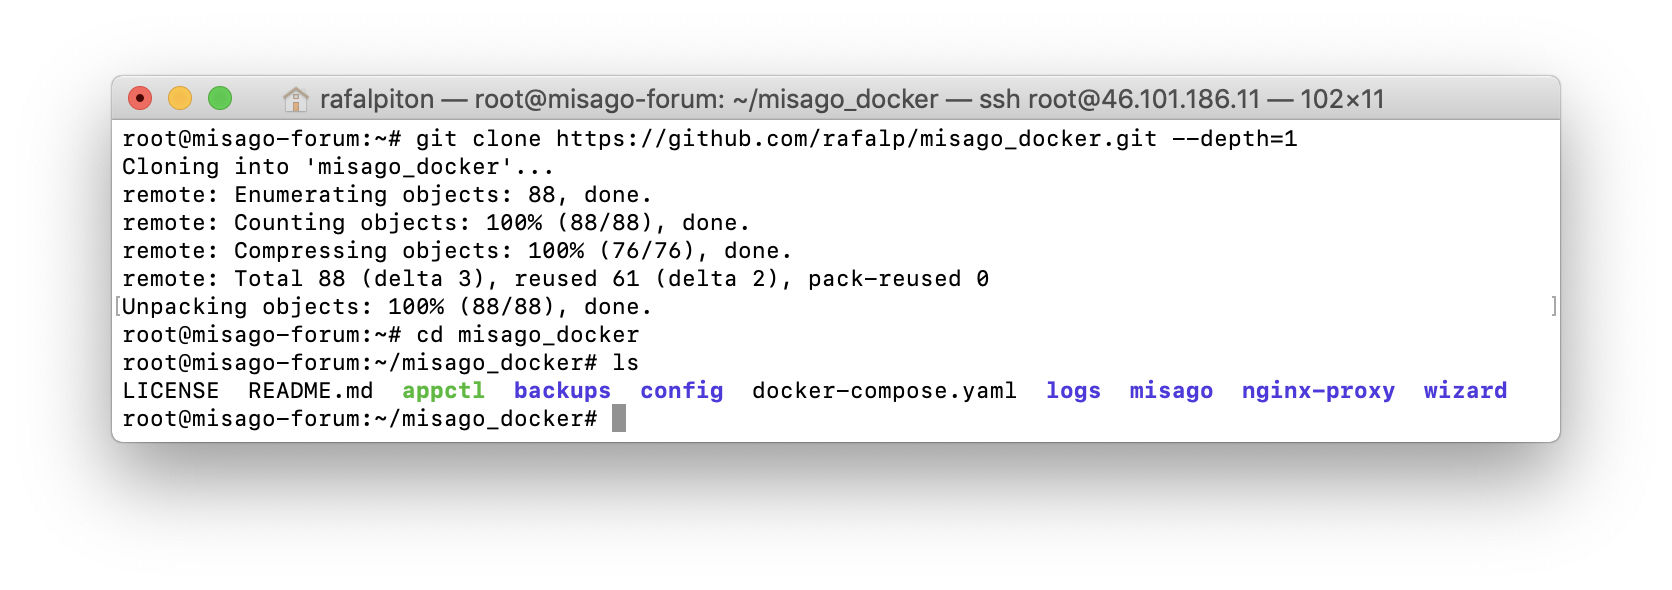 rafalpiton — root@misago-forum: ~/misago_docker — ssh root@46.101.186.11 — 102×11
root@misago-forum:~# git clone https://github.com/rafalp/misago_docker.git --depth=1
Cloning into 'misago_docker'...
remote: Enumerating objects: 88, done.
remote: Counting objects: 100% (88/88), done.
remote: Compressing objects: 100% (76/76), done.
remote: Total 88 (delta 3), reused 61 (delta 2), pack-reused 0
[Unpacking objects: 100% (88/88), done. ]
root@misago-forum:~# cd misago_docker
root@misago-forum:~/misago_docker# ls
LICENSE  README.md  appctl  backups  config  docker-compose.yaml  logs  misago  nginx-proxy  wizard
root@misago-forum:~/misago_docker#